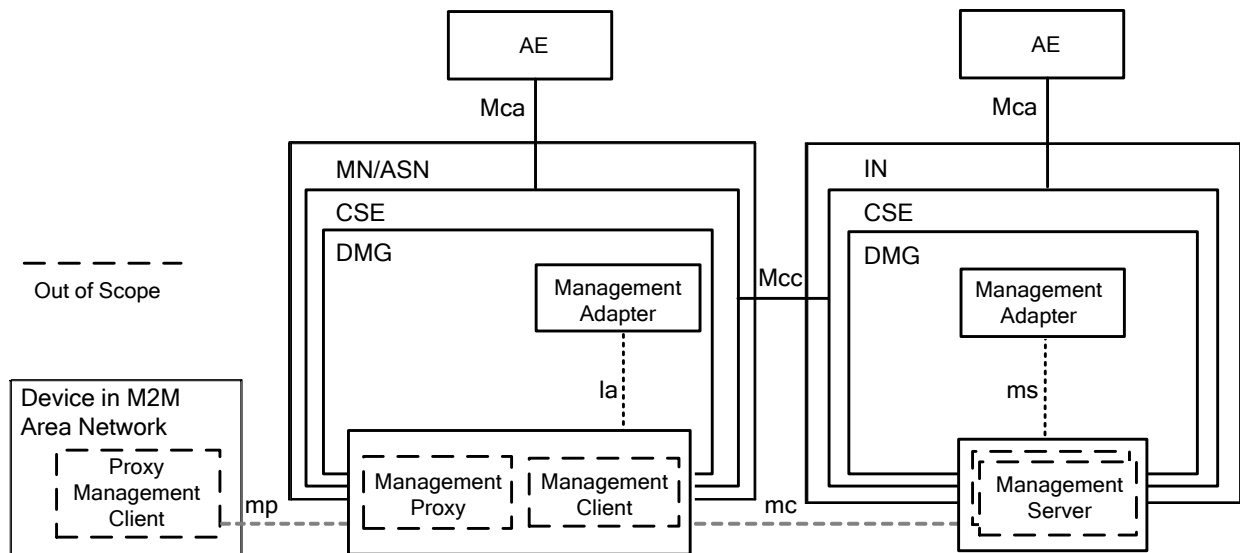 AE
AE
Mca
Mca
MN/ASN
IN
CSE
CSE
DMG
DMG
Out of Scope
Management
Adapter
Mcc
Management
Adapter
la
ms
Device in M2M
Area Network
Proxy
Management
Client
mp
Management
Proxy
Management
Client
mc
Management
Server